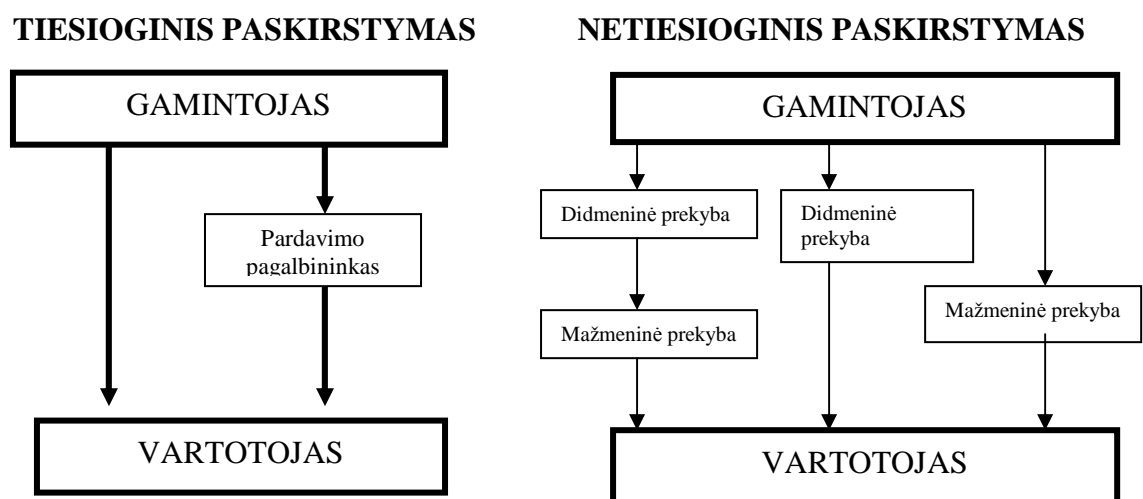 TIESIOGINIS PASKIRSTYMAS
GAMINTOJAS
Pardavimo
pagalbininkas
VARTOTOJAS
NETIESIOGINIS PASKIRSTYMAS
GAMINTOJAS
Didmeninė prekyba
Didmeninė
prekyba
Mažmeninė prekyba
Mažmeninė prekyba
VARTOTOJAS